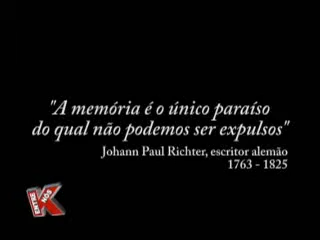 "A memória é o único paraíso
do qual não podemos ser expulsos"
Johann Paul Richter, escritor alemão
1763 - 1825
K